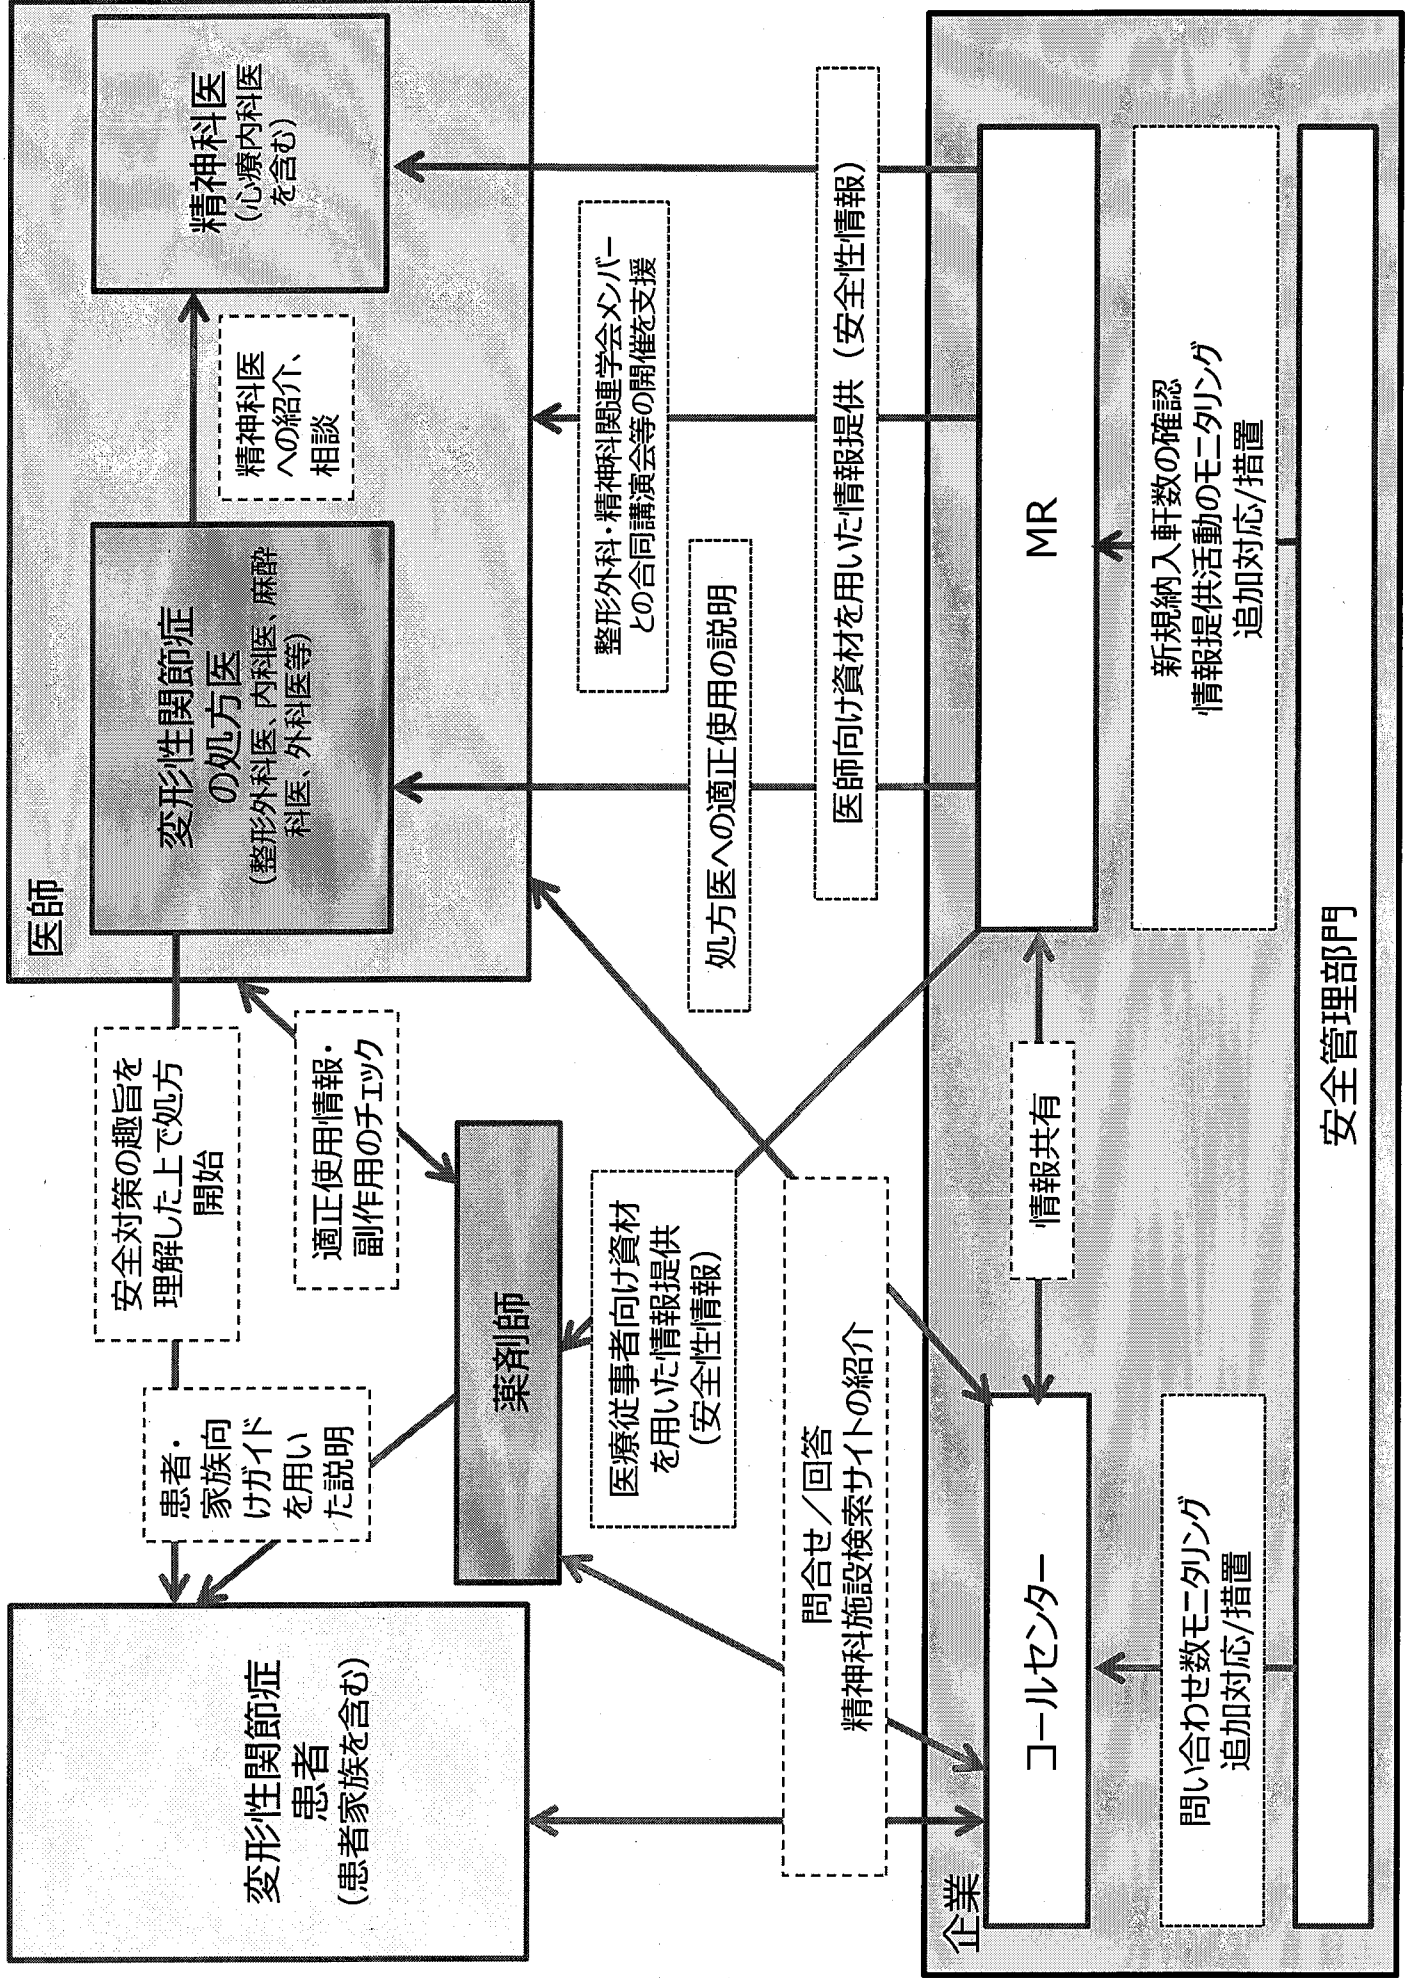 変形性関節症
患者
（患者家族を含む）
患者・
家族向
けガイド
を用い
た説明
安全対策の趣旨を
理解した上で処方
開始
医師
変形性関節症
の処方医
（整形外科医、内科医、麻酔
科医、外科医等）
精神科医
への紹介、
相談
精神科医
（心療内科医
を含む）
適正使用情報・
副作用のチェック
薬剤師
医療従事者向け資材
を用いた情報提供
（安全性情報）
整形外科・精神科関連学会メンバー
との合同講演会等の開催を支援
処方医への適正使用の説明
問合せ／回答
精神科施設検索サイトの紹介
医師向け資材を用いた情報提供（安全性情報）
企業
コールセンター
情報共有
MR
問い合わせ数モニタリング
追加対応/措置
新規納入軒数の確認
情報提供活動のモニタリング
追加対応/措置
安全管理部門